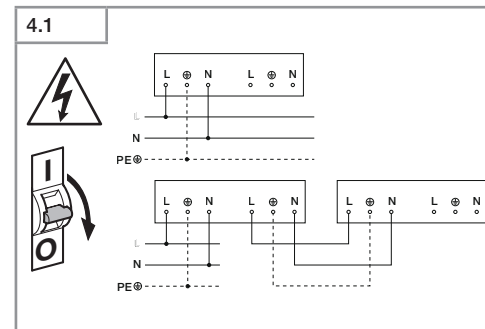 4.1
L ⊕ N L ⊕ N
L
N
PE⊕
I
O
L ⊕ N L ⊕ N L ⊕ N L ⊕ N
L
N
PE⊕